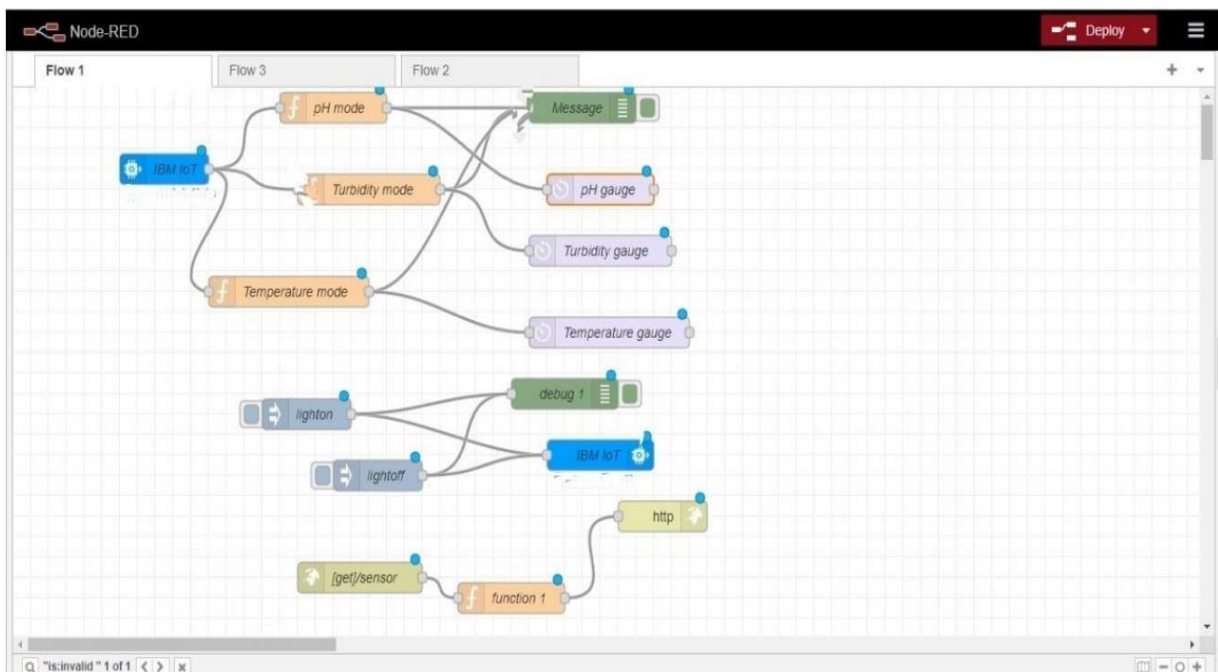 Node-RED
Deploy
Flow 1
Flow 3
Flow 2
pH mode
Message
IBM IoT
Turbidity mode
pH gauge
Turbidity gauge
Temperature mode
Temperature gauge
debug 1
lighton
IBM IoT
lightoff
http
[get]/sensor
function 1
"is:invalid " 1 of 1